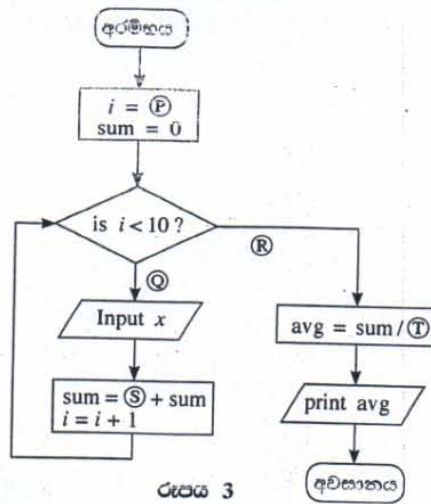 ආරම්භය
i = Ⓟ
sum = 0
is i < 10 ?
Ⓡ
Ⓠ
Input x
avg = sum / Ⓣ
sum = Ⓢ + sum
i = i + 1
print avg
අවසානය
රූපය 3